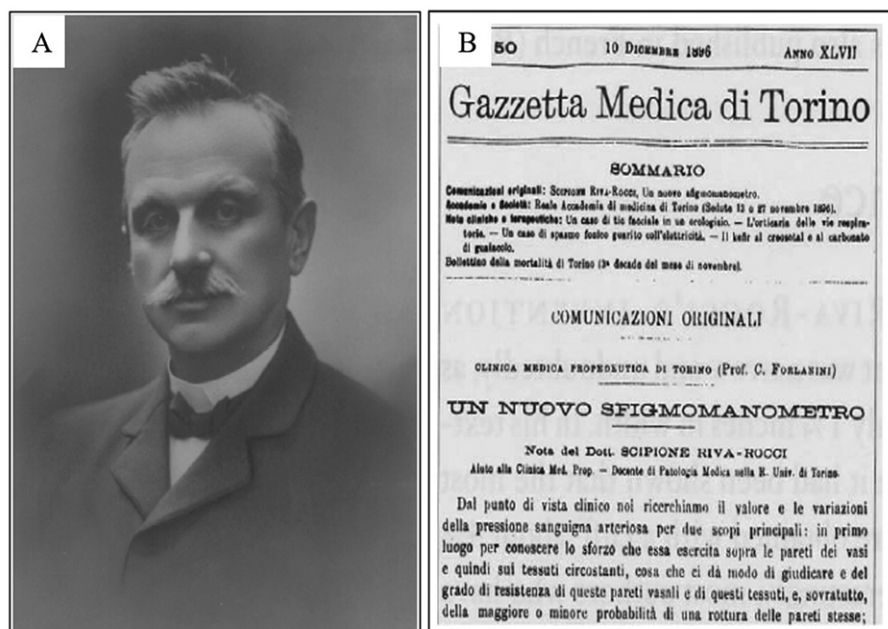 A
B
50 10 DICEMBRE 1896 ANNO XLVII
Gazzetta Medica di Torino
SOMMARIO
Comunicazioni originali: SCIPIONE RIVA-ROCCI, Un nuovo sfigmomanometro.
Accademie e Società: Reale Accademia di medicina di Torino (Sedute 13 e 27 novembre 1896).
Note cliniche e terapeutiche: Un caso di tic facciale in un orologiaio. — L'orticaria delle vie respira-
torie. — Un caso di spasmo fonico guarito coll'elettricità. — Il kefir al creosotal e al carbonato
di guaiacolo.
Bollettino della mortalità di Torino (3ª decade del mese di novembre).
COMUNICAZIONI ORIGINALI
CLINICA MEDICA PROPEDEUTICA DI TORINO (Prof. C. FORLANINI)
UN NUOVO SFIGMOMANOMETRO
Nota del Dott. SCIPIONE RIVA-ROCCI
Aiuto alla Clinica Med. Prop. — Docente di Patologia Medica nella R. Univ. di Torino.
Dal punto di vista clinico noi ricerchiamo il valore e le variazioni
della pressione sanguigna arteriosa per due scopi principali: in primo
luogo per conoscere lo sforzo che essa esercita sopra le pareti dei vasi
e quindi sui tessuti circostanti, cosa che ci dà modo di giudicare e del
grado di resistenza di queste pareti vasali e di questi tessuti, e, sovratutto,
della maggiore o minore probabilità di una rottura delle pareti stesse;